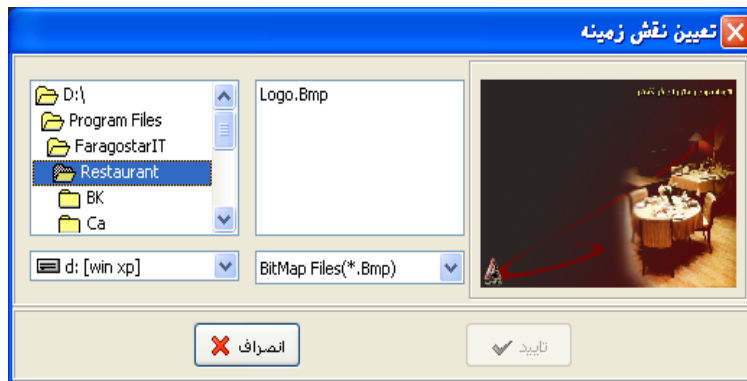 تعیین نقش زمینه
D:\
Program Files
FaragostarIT
Restaurant
BK
Ca
Logo.Bmp
d: [win xp]
BitMap Files(*.Bmp)
انصراف
تایید